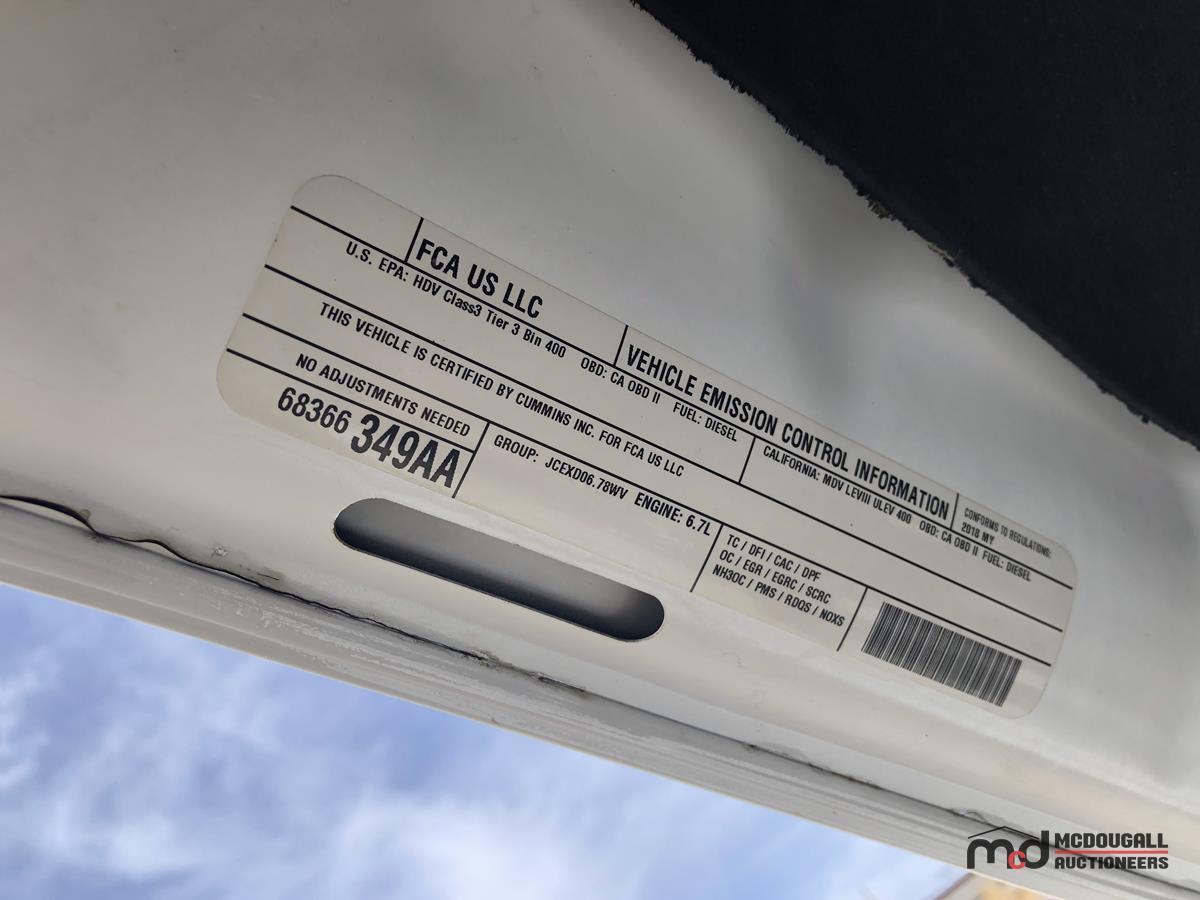 FCA US LLC
VEHICLE EMISSION CONTROL INFORMATION
CONFORMS TO REGULATIONS:
2018 MY
U.S. EPA: HDV Class3 Tier 3 Bin 400 OBD: CA OBD II FUEL: DIESEL
CALIFORNIA: MDV LEVIII ULEV 400 OBD: CA OBD II FUEL: DIESEL
THIS VEHICLE IS CERTIFIED BY CUMMINS INC. FOR FCA US LLC
NO ADJUSTMENTS NEEDED
68366 349AA
GROUP: JCEXD06.78WV ENGINE: 6.7L
TC / DFI / CAC / DPF
OC / EGR / EGRC / SCRC
NH3OC / PMS / RDQS / NOXS
mcd MCDOUGALL
AUCTIONEERS